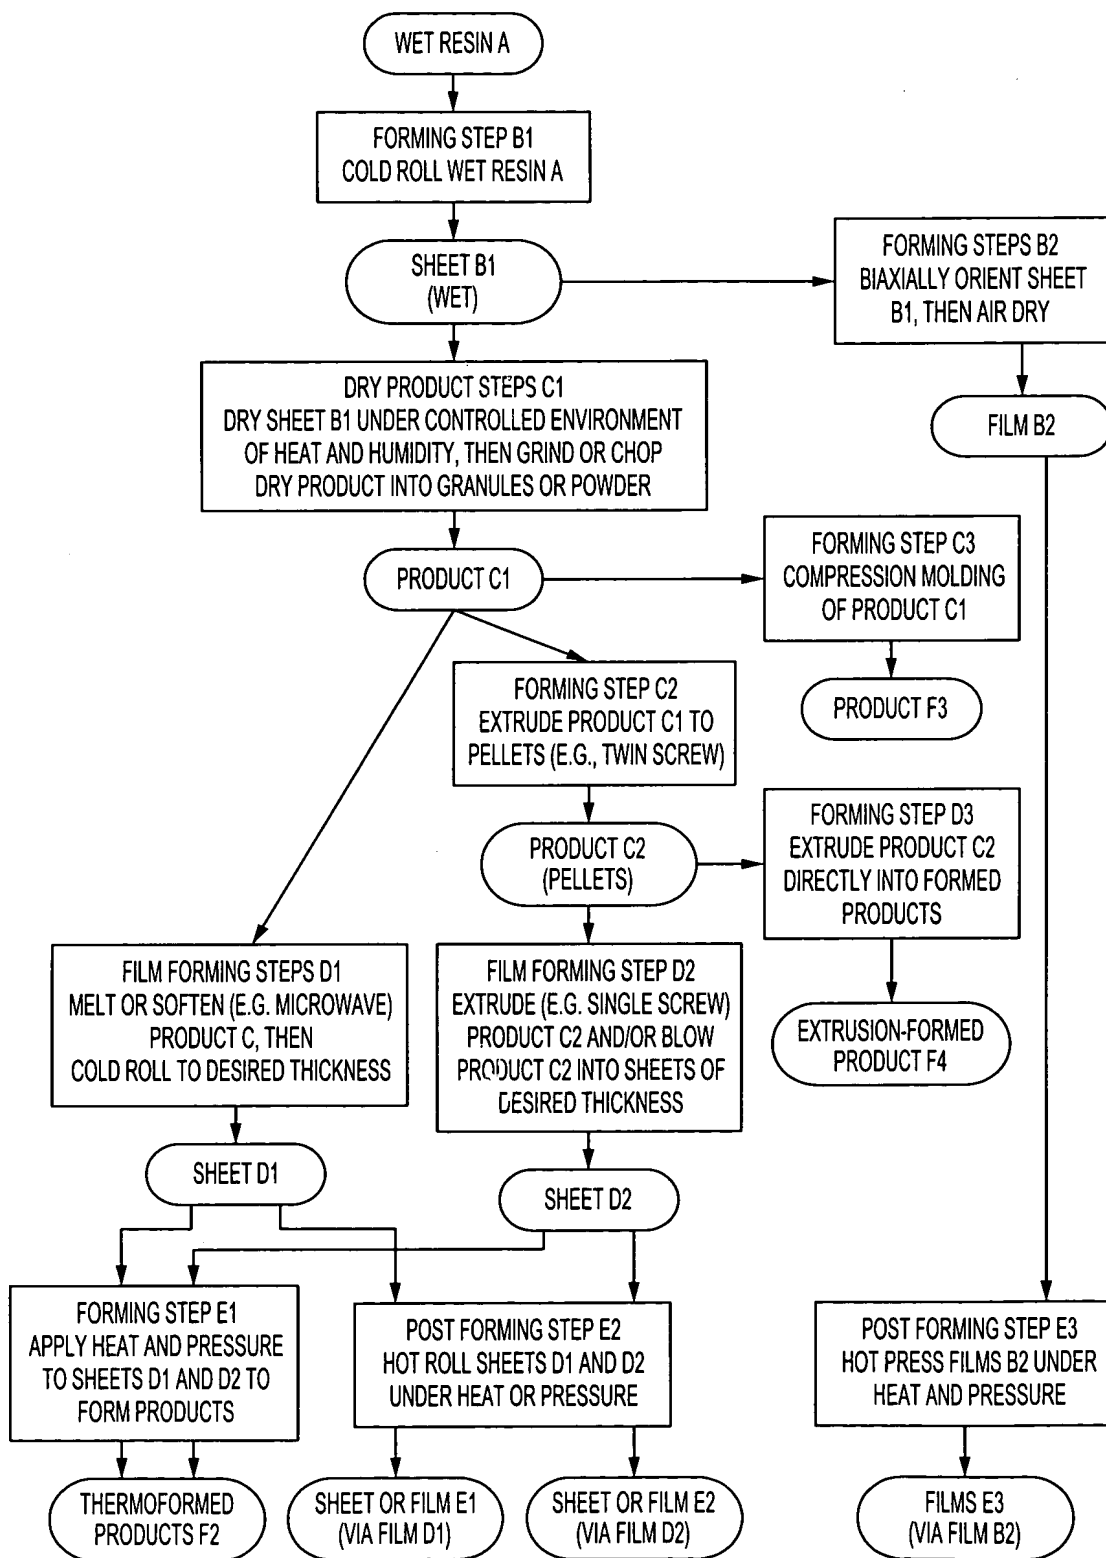 WET RESIN A
FORMING STEP B1
COLD ROLL WET RESIN A
SHEET B1
(WET)
FORMING STEPS B2
BIAXIALLY ORIENT SHEET
B1, THEN AIR DRY
FILM B2
DRY PRODUCT STEPS C1
DRY SHEET B1 UNDER CONTROLLED ENVIRONMENT
OF HEAT AND HUMIDITY, THEN GRIND OR CHOP
DRY PRODUCT INTO GRANULES OR POWDER
PRODUCT C1
FORMING STEP C3
COMPRESSION MOLDING
OF PRODUCT C1
PRODUCT F3
FORMING STEP C2
EXTRUDE PRODUCT C1 TO
PELLETS (E.G., TWIN SCREW)
PRODUCT C2
(PELLETS)
FORMING STEP D3
EXTRUDE PRODUCT C2
DIRECTLY INTO FORMED
PRODUCTS
EXTRUSION-FORMED
PRODUCT F4
FILM FORMING STEPS D1
MELT OR SOFTEN (E.G. MICROWAVE)
PRODUCT C, THEN
COLD ROLL TO DESIRED THICKNESS
FILM FORMING STEP D2
EXTRUDE (E.G. SINGLE SCREW)
PRODUCT C2 AND/OR BLOW
PRODUCT C2 INTO SHEETS OF
DESIRED THICKNESS
SHEET D1
SHEET D2
FORMING STEP E1
APPLY HEAT AND PRESSURE
TO SHEETS D1 AND D2 TO
FORM PRODUCTS
POST FORMING STEP E2
HOT ROLL SHEETS D1 AND D2
UNDER HEAT OR PRESSURE
POST FORMING STEP E3
HOT PRESS FILMS B2 UNDER
HEAT AND PRESSURE
THERMOFORMED
PRODUCTS F2
SHEET OR FILM E1
(VIA FILM D1)
SHEET OR FILM E2
(VIA FILM D2)
FILMS E3
(VIA FILM B2)